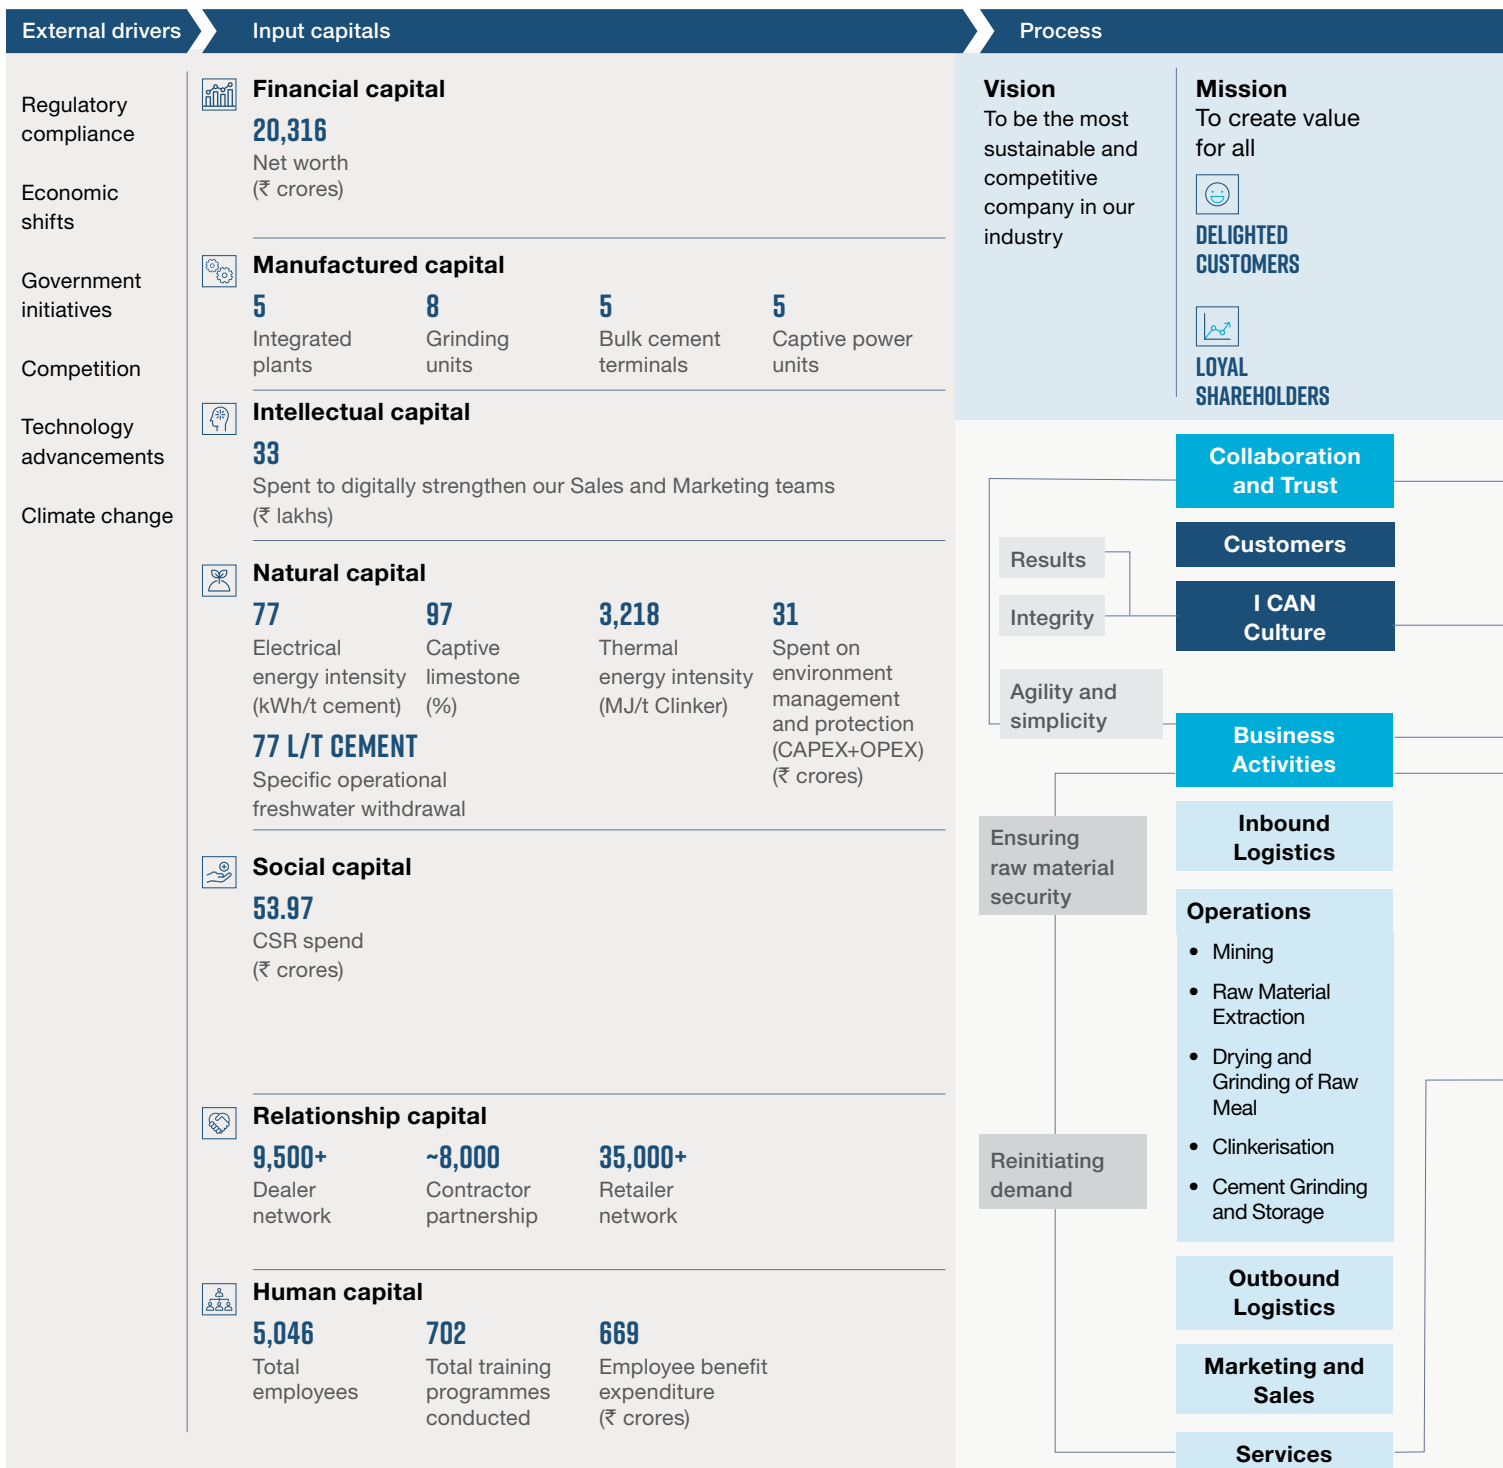 External drivers
Input capitals
Process
Regulatory
compliance
Economic
shifts
Government
initiatives
Competition
Technology
advancements
Climate change
Financial capital
20,316
Net worth
(₹ crores)
Manufactured capital
5
Integrated
plants
8
Grinding
units
5
Bulk cement
terminals
5
Captive power
units
Intellectual capital
33
Spent to digitally strengthen our Sales and Marketing teams
(₹ lakhs)
Natural capital
77
Electrical
energy intensity
(kWh/t cement)
97
Captive
limestone
(%)
3,218
Thermal
energy intensity
(MJ/t Clinker)
31
Spent on
environment
management
and protection
(CAPEX+OPEX)
(₹ crores)
77 L/T CEMENT
Specific operational
freshwater withdrawal
Social capital
53.97
CSR spend
(₹ crores)
Relationship capital
9,500+
Dealer
network
~8,000
Contractor
partnership
35,000+
Retailer
network
Human capital
5,046
Total
employees
702
Total training
programmes
conducted
669
Employee benefit
expenditure
(₹ crores)
Vision
To be the most
sustainable and
competitive
company in our
industry
Mission
To create value
for all
DELIGHTED
CUSTOMERS
LOYAL
SHAREHOLDERS
Collaboration
and Trust
Customers
Results
Integrity
I CAN
Culture
Agility and
simplicity
Business
Activities
Ensuring
raw material
security
Inbound
Logistics
Operations
• Mining
• Raw Material
Extraction
• Drying and
Grinding of Raw
Meal
• Clinkerisation
• Cement Grinding
and Storage
Reinitiating
demand
Outbound
Logistics
Marketing and
Sales
Services